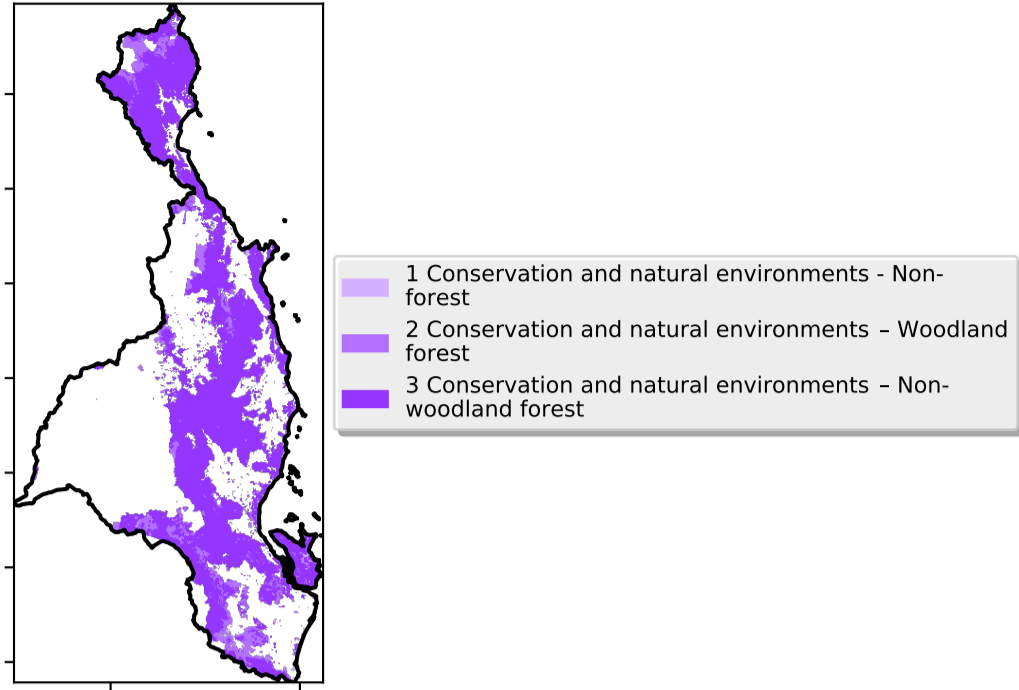 1 Conservation and natural environments - Non-
forest
2 Conservation and natural environments – Woodland
forest
3 Conservation and natural environments – Non-
woodland forest